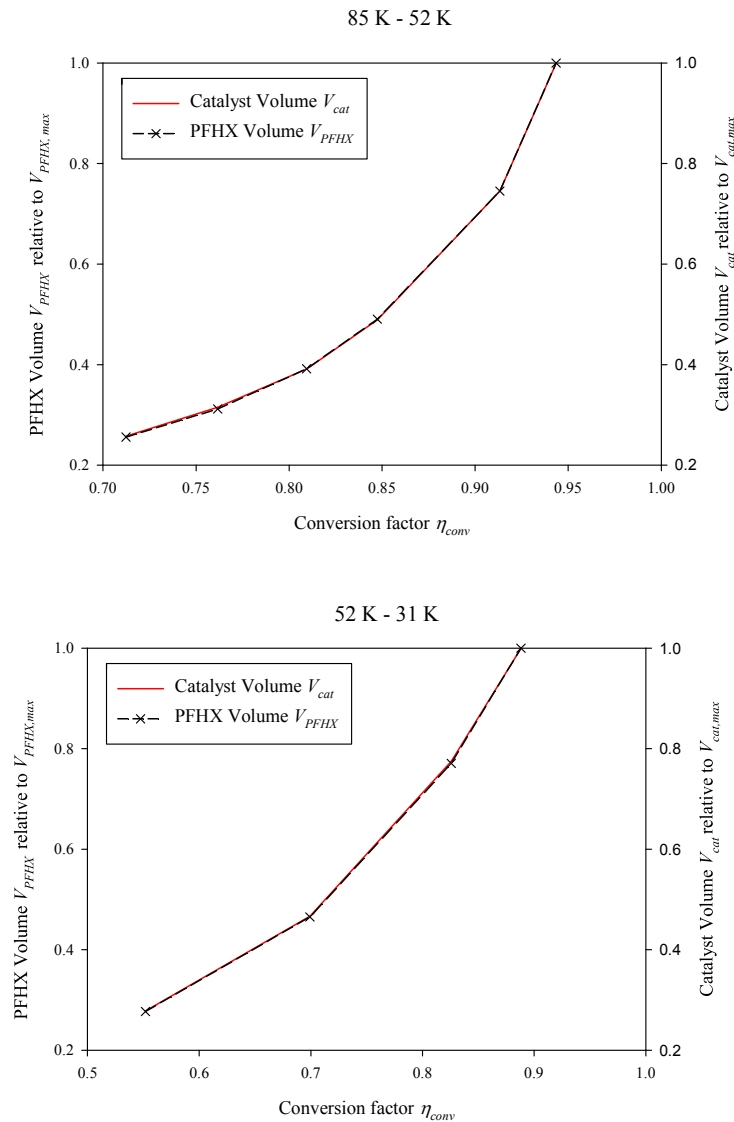 85 K - 52 K
Catalyst Volume V_cat
PFHX Volume V_PFHX
PFHX Volume V_PFHX relative to V_PFHX, max
Catalyst Volume V_cat relative to V_cat,max
1.0
0.8
0.6
0.4
0.2
1.0
0.8
0.6
0.4
0.2
0.70 0.75 0.80 0.85 0.90 0.95 1.00
Conversion factor η_conv
52 K - 31 K
Catalyst Volume V_cat
PFHX Volume V_PFHX
PFHX Volume V_PFHX relative to V_PFHX,max
Catalyst Volume V_cat relative to V_cat,max
1.0
0.8
0.6
0.4
0.2
1.0
0.8
0.6
0.4
0.2
0.5 0.6 0.7 0.8 0.9 1.0
Conversion factor η_conv